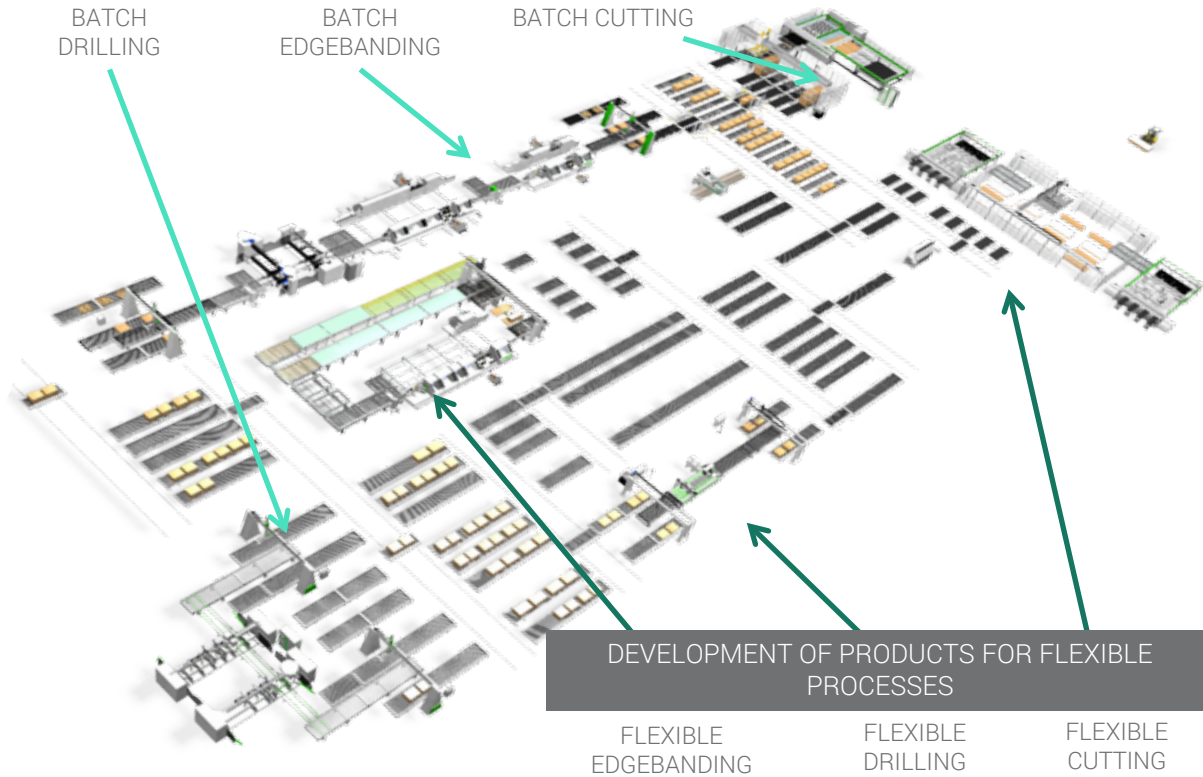 BATCH
DRILLING
BATCH
EDGEBANDING
BATCH CUTTING
DEVELOPMENT OF PRODUCTS FOR FLEXIBLE
PROCESSES
FLEXIBLE
EDGEBANDING
FLEXIBLE
DRILLING
FLEXIBLE
CUTTING